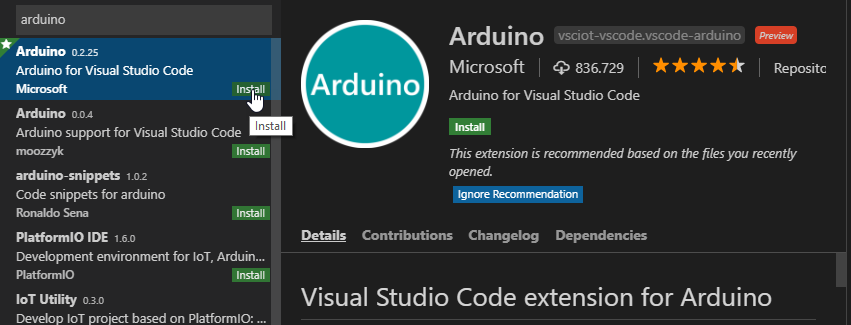 arduino
Arduino 0.2.25
Arduino for Visual Studio Code
Microsoft Install
Install
Arduino 0.0.4
Arduino support for Visual Studio Code
moozzyk Install
arduino-snippets 1.0.2
Code snippets for arduino
Ronaldo Sena Install
PlatformIO IDE 1.6.0
Development environment for IoT, Arduin...
PlatformIO Install
IoT Utility 0.3.0
Develop IoT project based on PlatformIO: ...
Arduino
Arduino vsciot-vscode.vscode-arduino Preview
Microsoft 836.729 Reposito
Arduino for Visual Studio Code
Install
This extension is recommended based on the files you recently
opened.
Ignore Recommendation
Details Contributions Changelog Dependencies
Visual Studio Code extension for Arduino